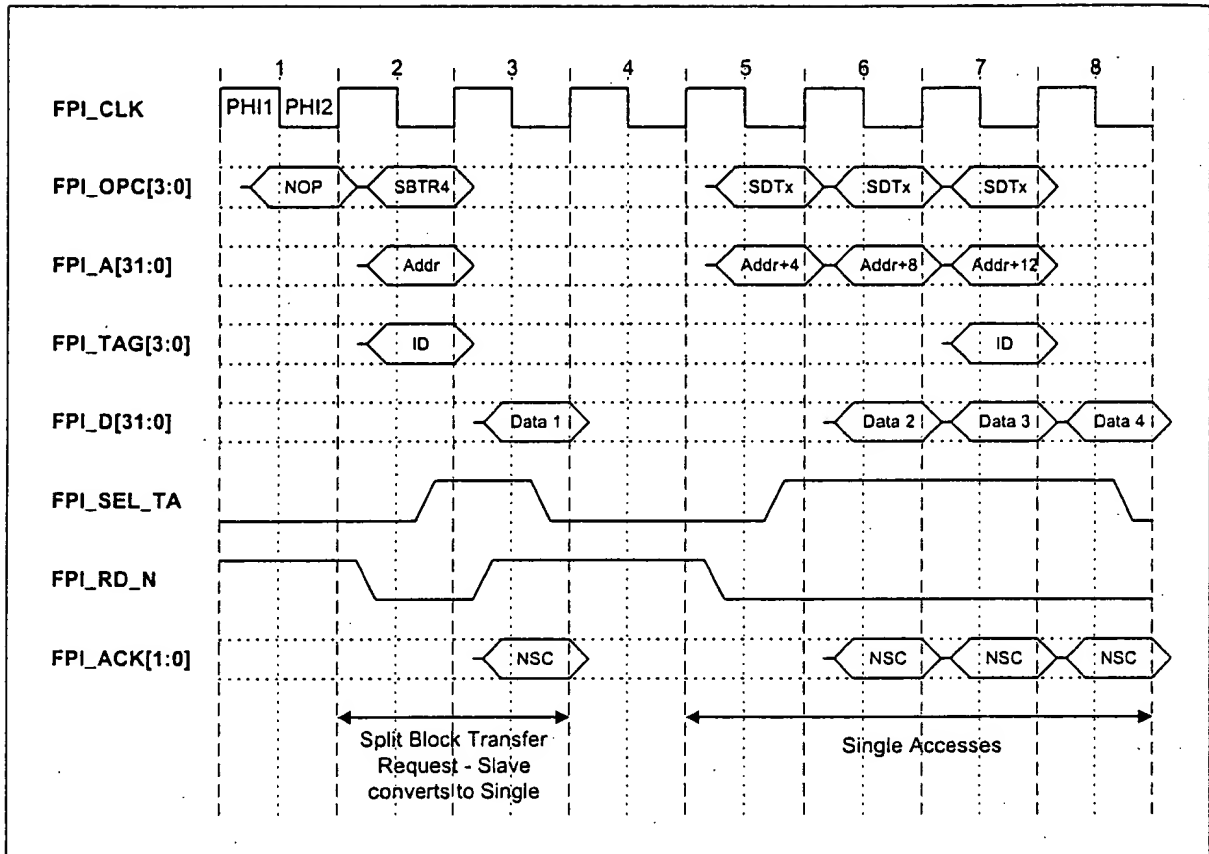 1 2 3 4 5 6 7 8
FPI_CLK PHI1 PHI2
FPI_OPC[3:0] NOP SBTR4 SDTx SDTx SDTx
FPI_A[31:0] Addr Addr+4 Addr+8 Addr+12
FPI_TAG[3:0] ID ID
FPI_D[31:0] Data 1 Data 2 Data 3 Data 4
FPI_SEL_TA
FPI_RD_N
FPI_ACK[1:0] NSC NSC NSC NSC
Split Block Transfer
Request - Slave
converts to Single
Single Accesses